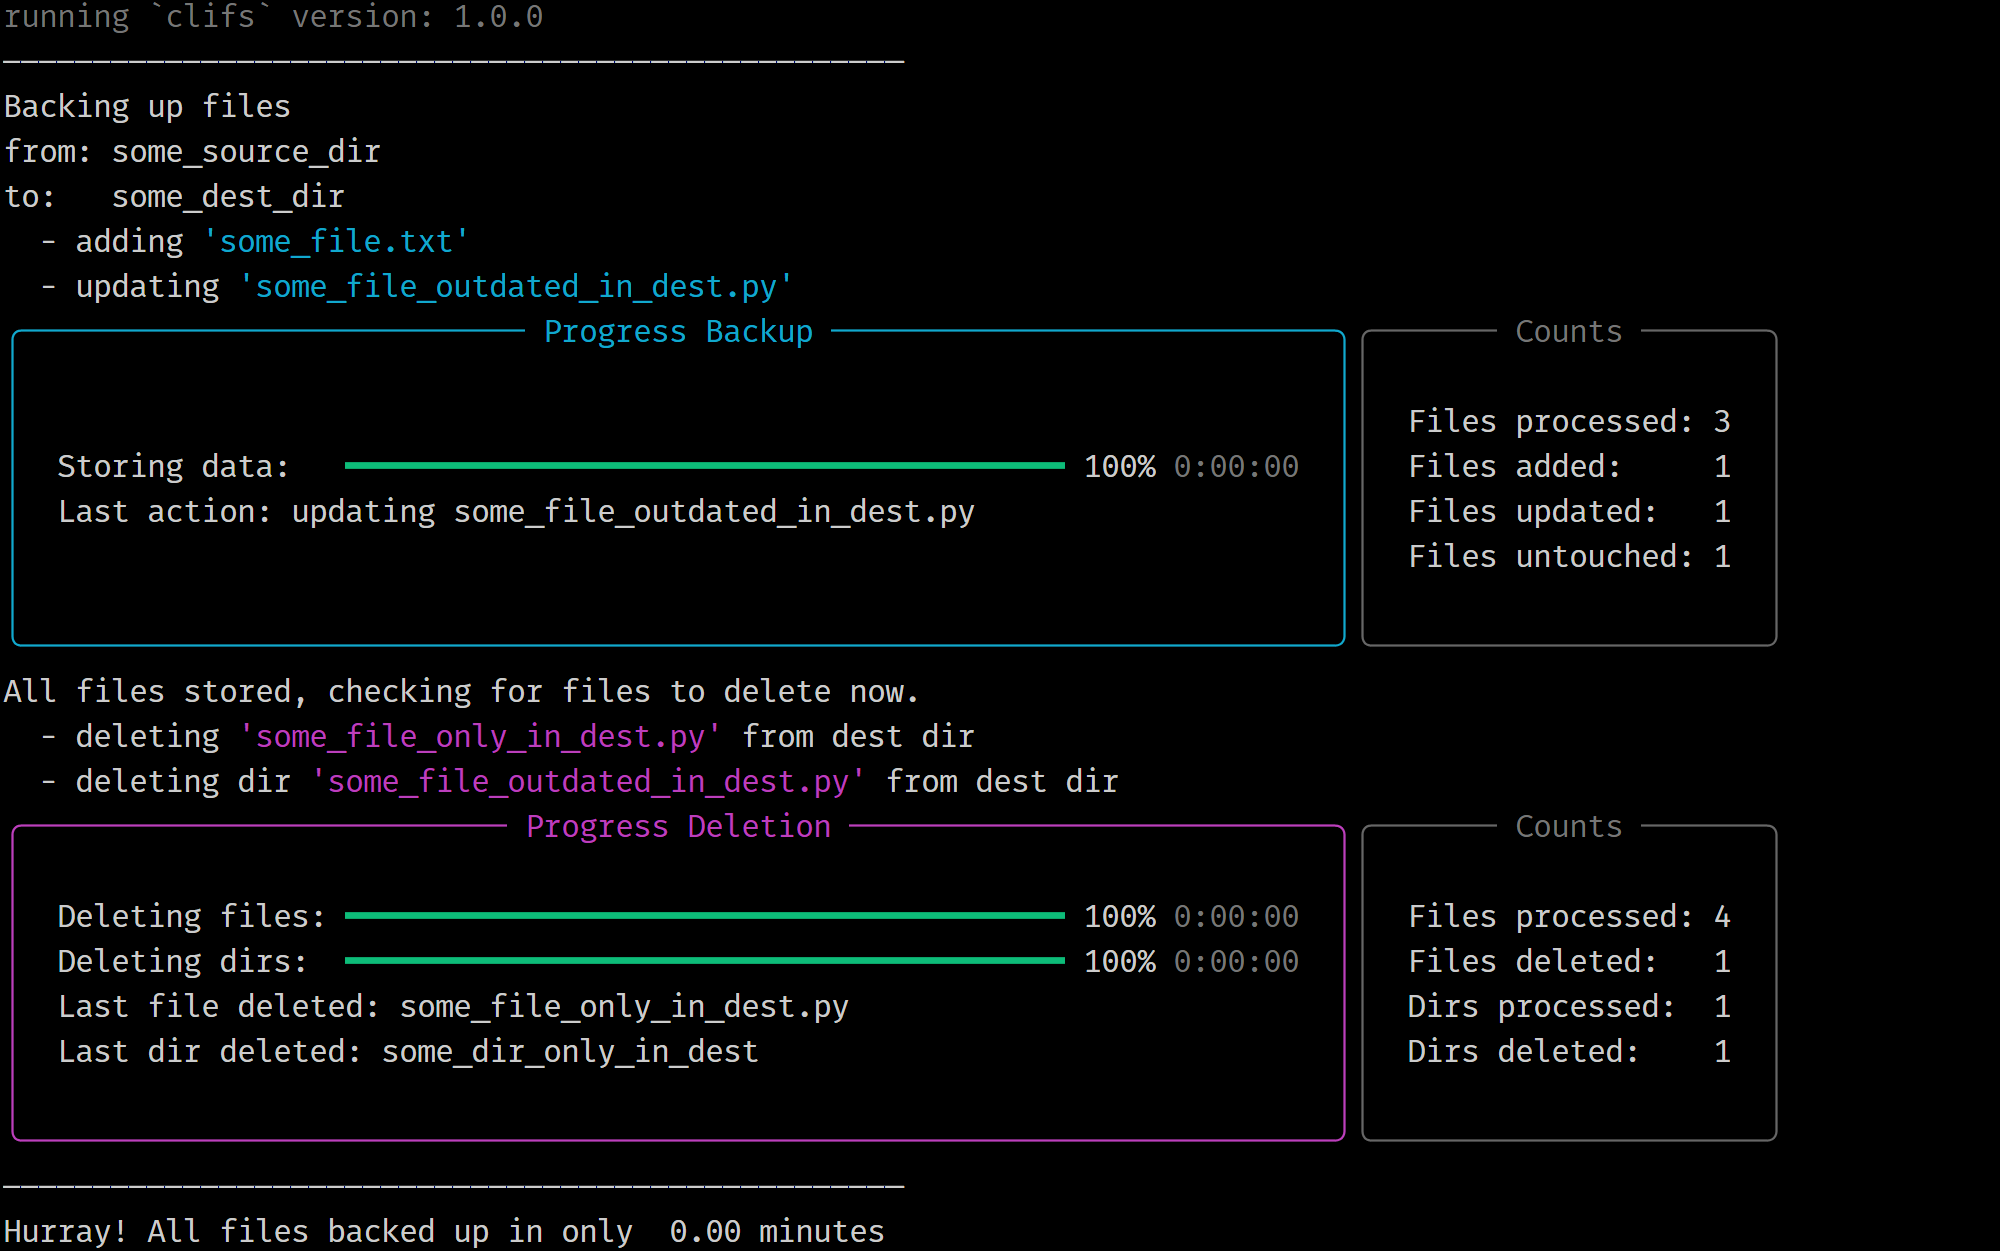 running `clifs` version: 1.0.0
Backing up files
from: some_source_dir
to:   some_dest_dir
  - adding 'some_file.txt'
  - updating 'some_file_outdated_in_dest.py'
Progress Backup
Storing data: 100% 0:00:00
Last action: updating some_file_outdated_in_dest.py
Counts
Files processed: 3
Files added: 1
Files updated: 1
Files untouched: 1
All files stored, checking for files to delete now.
  - deleting 'some_file_only_in_dest.py' from dest dir
  - deleting dir 'some_file_outdated_in_dest.py' from dest dir
Progress Deletion
Deleting files: 100% 0:00:00
Deleting dirs: 100% 0:00:00
Last file deleted: some_file_only_in_dest.py
Last dir deleted: some_dir_only_in_dest
Counts
Files processed: 4
Files deleted: 1
Dirs processed: 1
Dirs deleted: 1
Hurray! All files backed up in only  0.00 minutes